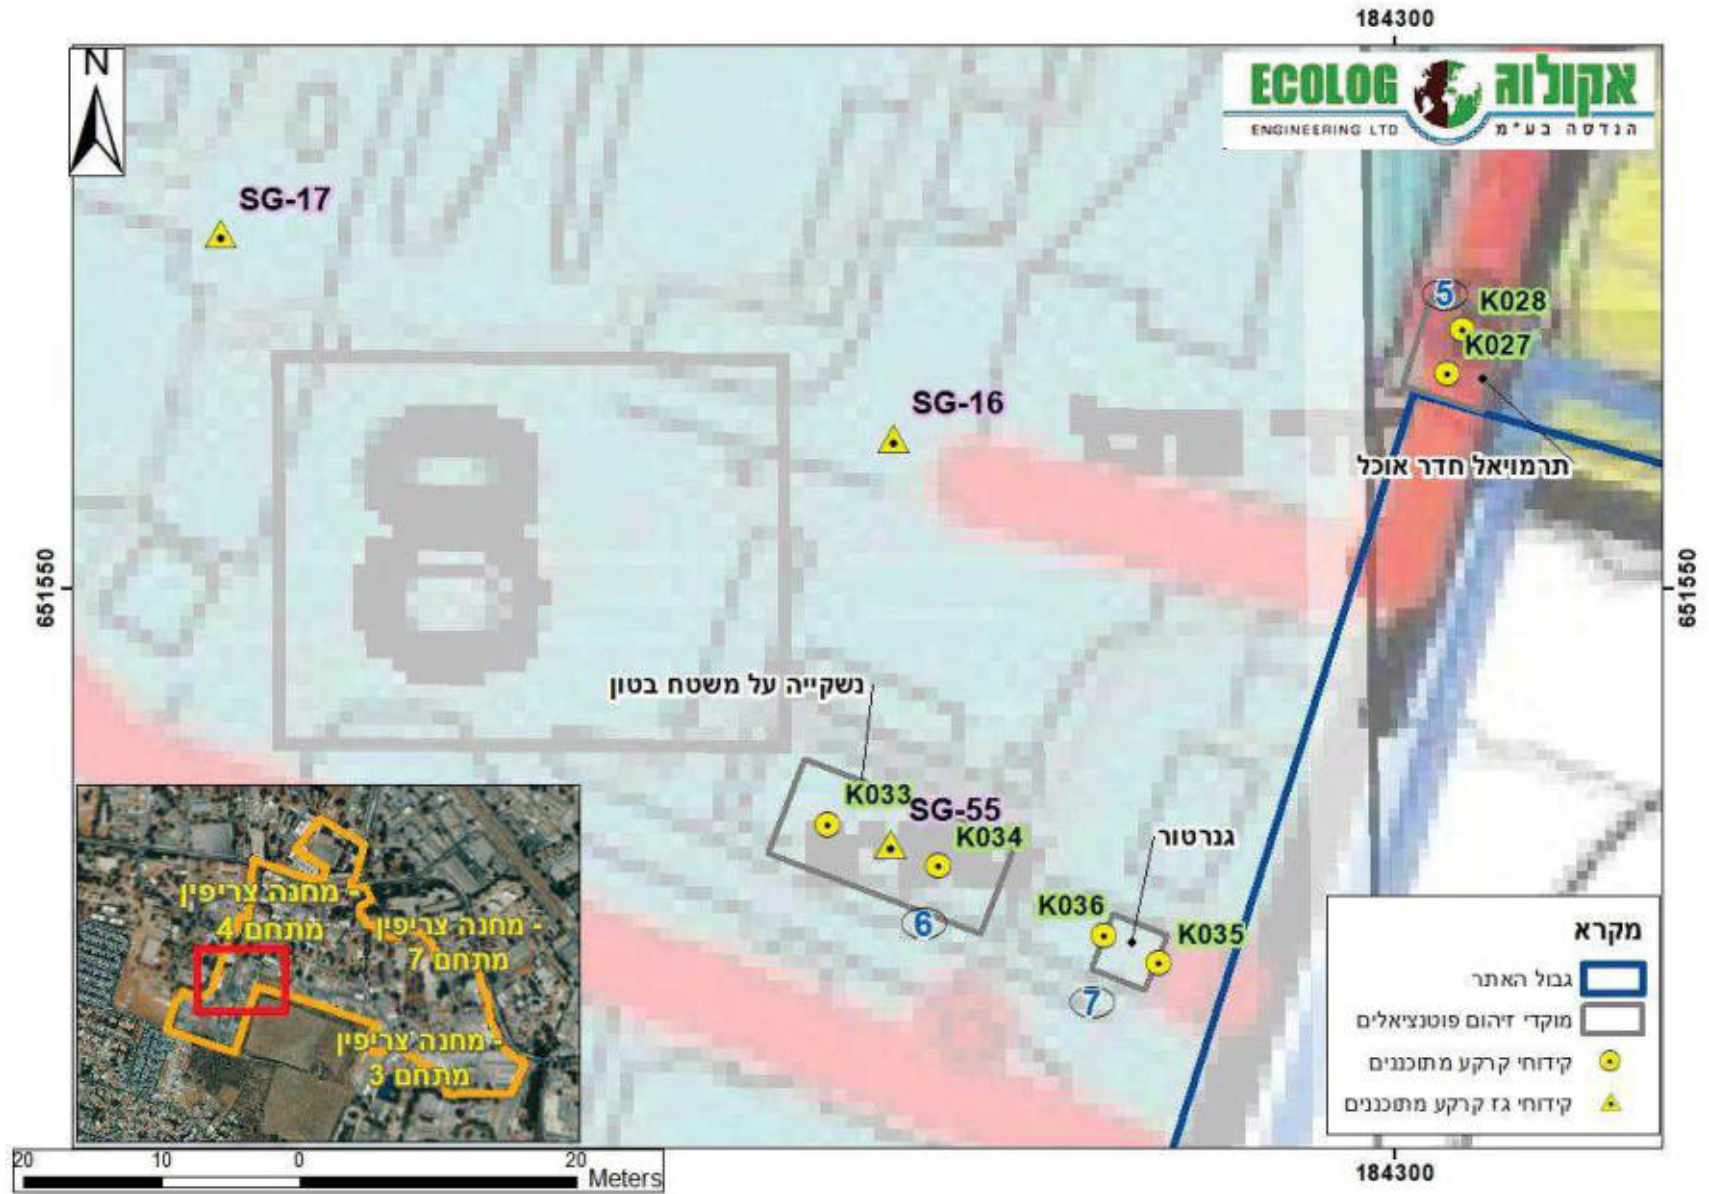 184300
N
ECOLOG אקולוג
ENGINEERING LTD הנדסה בע"מ
SG-17
5
K028
K027
SG-16
תרמויאל חדר אוכל
651550
651550
8
נשקייה על משטח בטון
K033
SG-55
K034
גנרטור
6
K036
K035
7
מחנה צריפין -
מתחם 4
מחנה צריפין -
מתחם 7
מחנה צריפין -
מתחם 3
מקרא
גבול האתר
מוקדי זיהום פוטנציאלים
קידוחי קרקע מתוכננים
קידוחי גז קרקע מתוכננים
20 10 0 20
Meters
184300